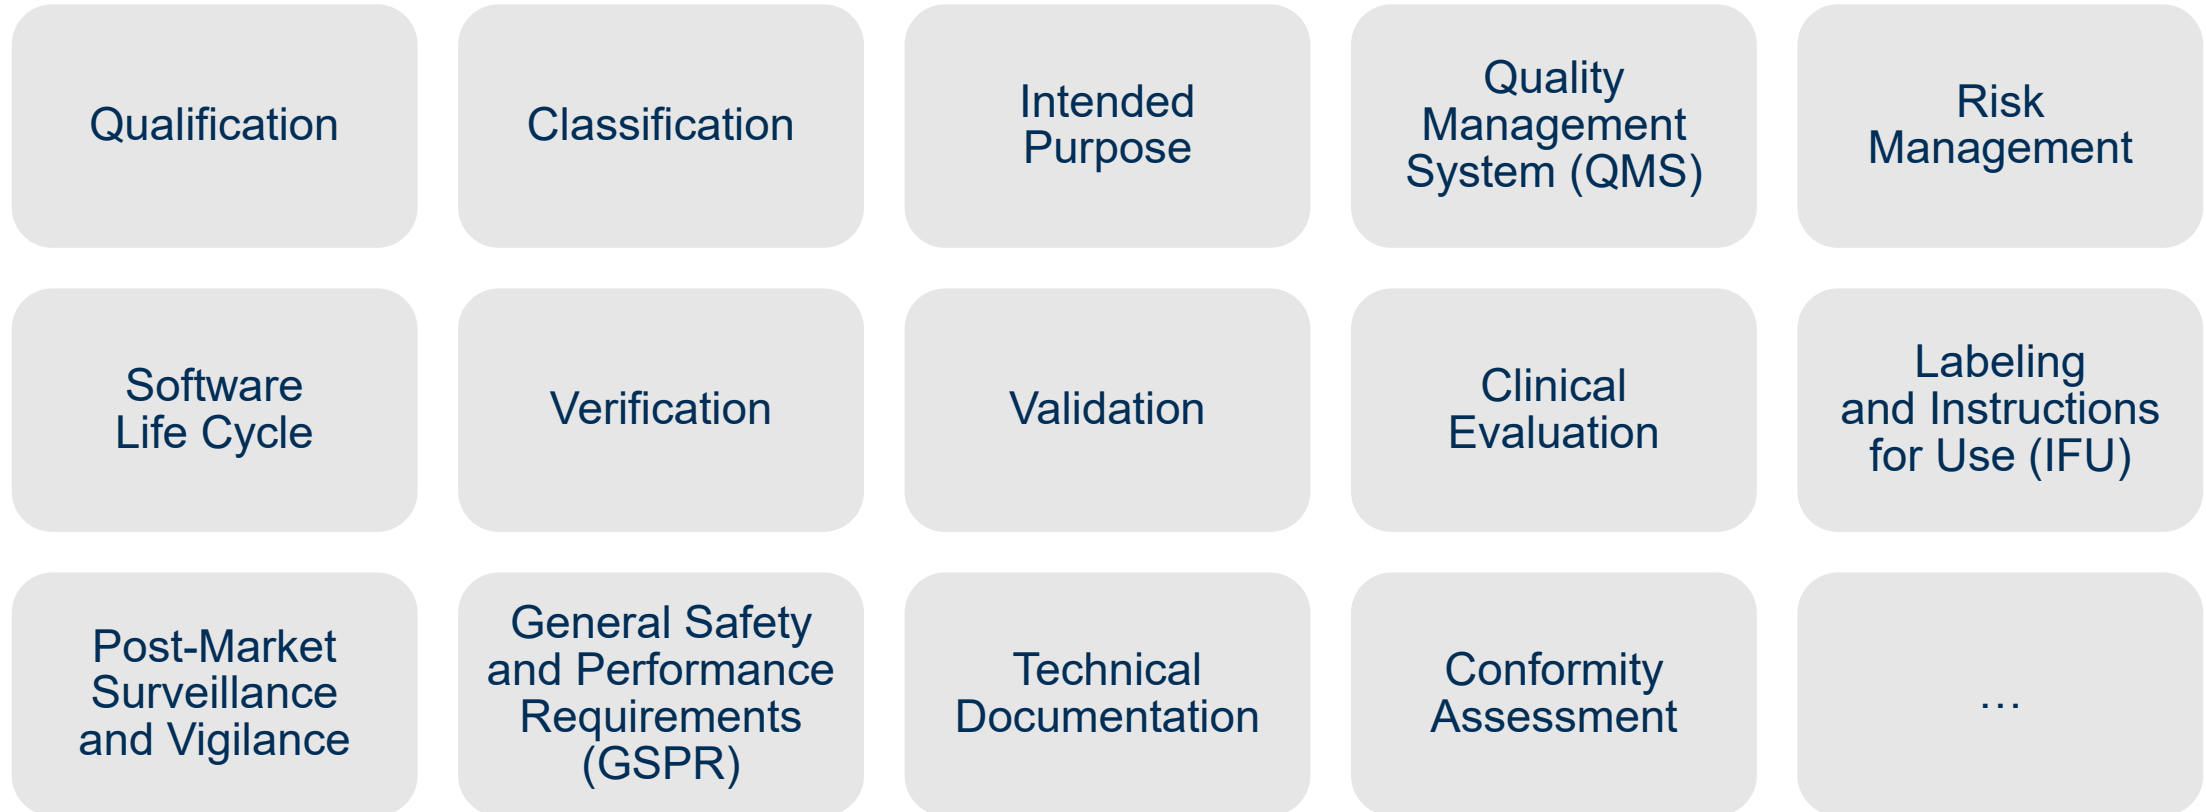 Qualification
Classification
Intended
Purpose
Quality
Management
System (QMS)
Risk
Management
Software
Life Cycle
Verification
Validation
Clinical
Evaluation
Labeling
and Instructions
for Use (IFU)
Post-Market
Surveillance
and Vigilance
General Safety
and Performance
Requirements
(GSPR)
Technical
Documentation
Conformity
Assessment
…